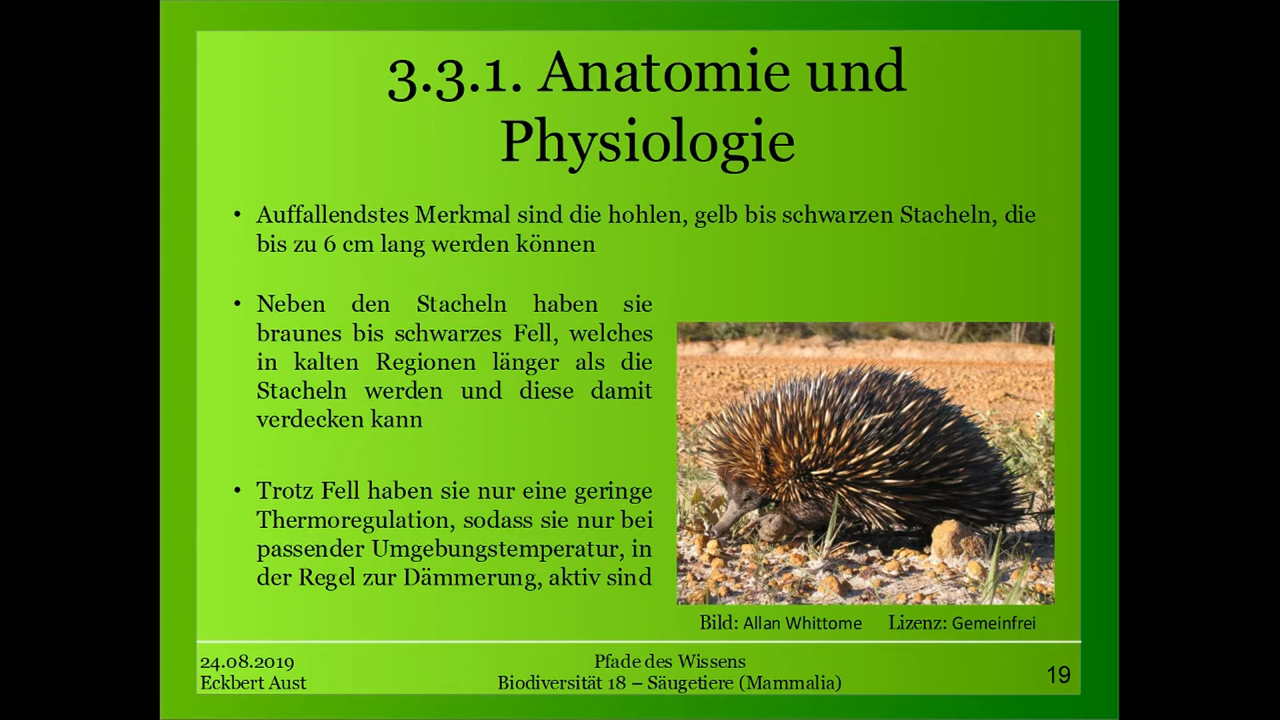 3.3.1. Anatomie und
Physiologie
• Auffallendstes Merkmal sind die hohlen, gelb bis schwarzen Stacheln, die
bis zu 6 cm lang werden können
• Neben den Stacheln haben sie
braunes bis schwarzes Fell, welches
in kalten Regionen länger als die
Stacheln werden und diese damit
verdecken kann
• Trotz Fell haben sie nur eine geringe
Thermoregulation, sodass sie nur bei
passender Umgebungstemperatur, in
der Regel zur Dämmerung, aktiv sind
Bild: Allan Whittome Lizenz: Gemeinfrei
24.08.2019
Eckbert Aust
Pfade des Wissens
Biodiversität 18 – Säugetiere (Mammalia)
19